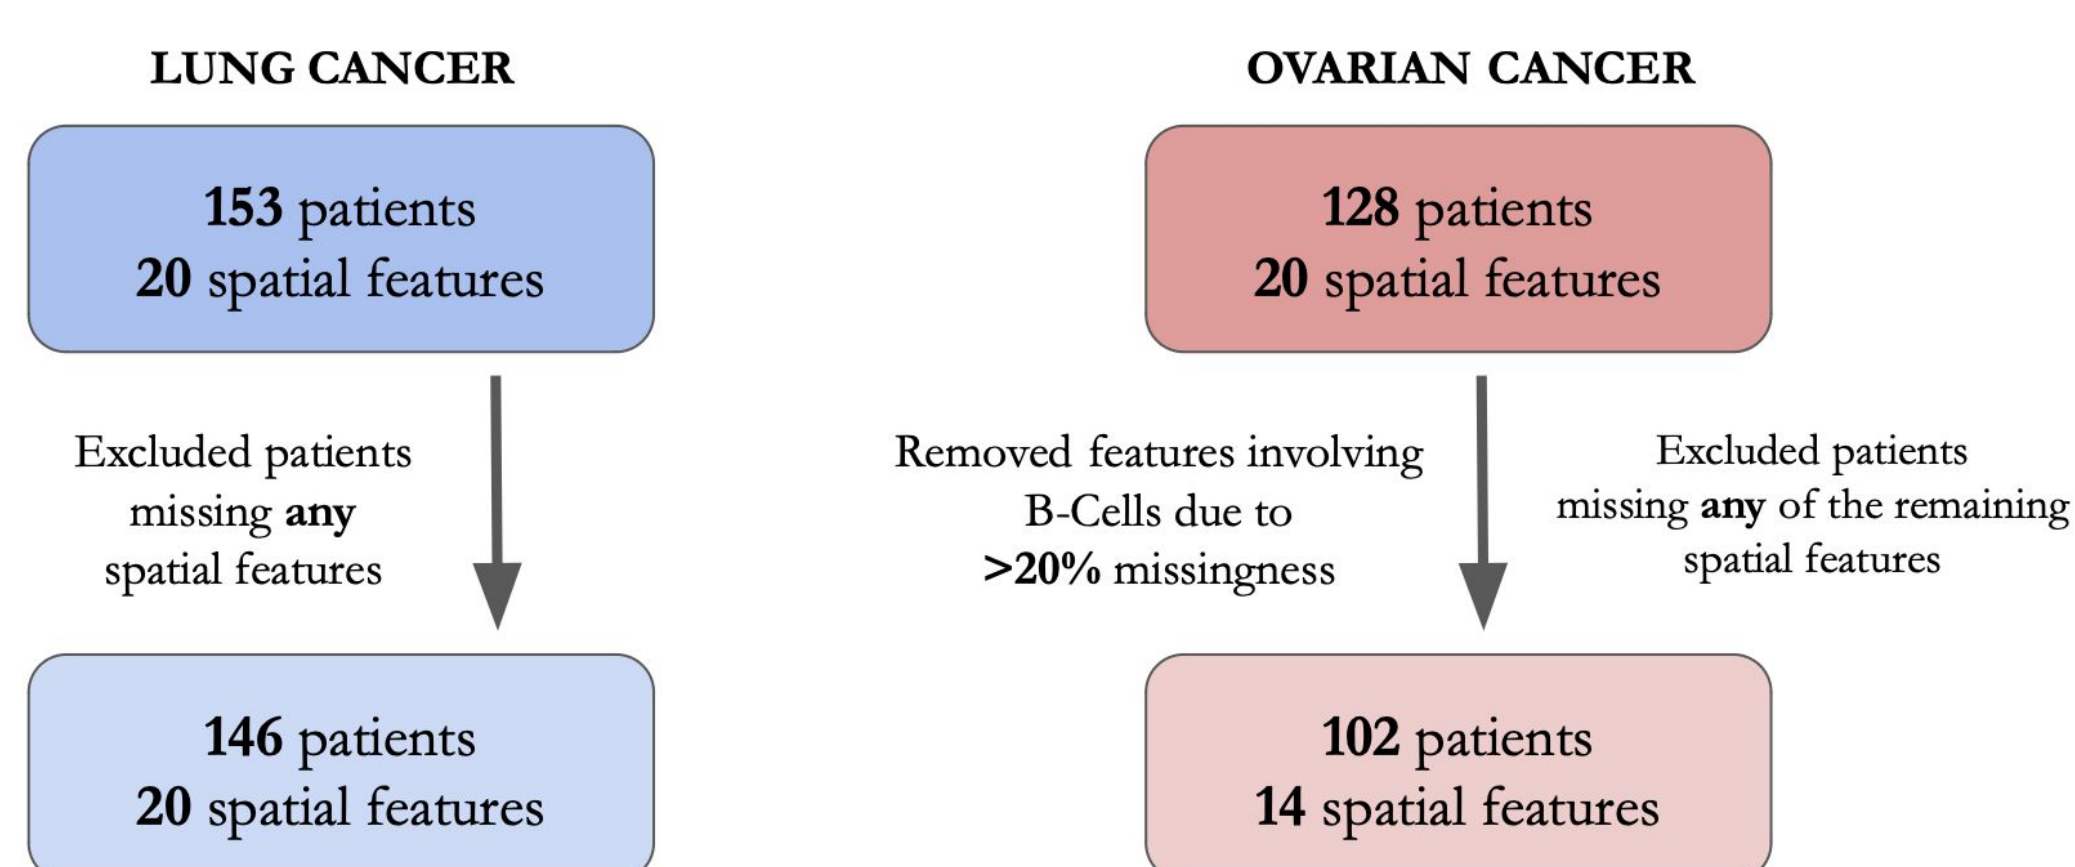 LUNG CANCER
153 patients
20 spatial features
Excluded patients
missing any
spatial features
146 patients
20 spatial features
OVARIAN CANCER
128 patients
20 spatial features
Removed features involving
B-Cells due to
>20% missingness
Excluded patients
missing any of the remaining
spatial features
102 patients
14 spatial features